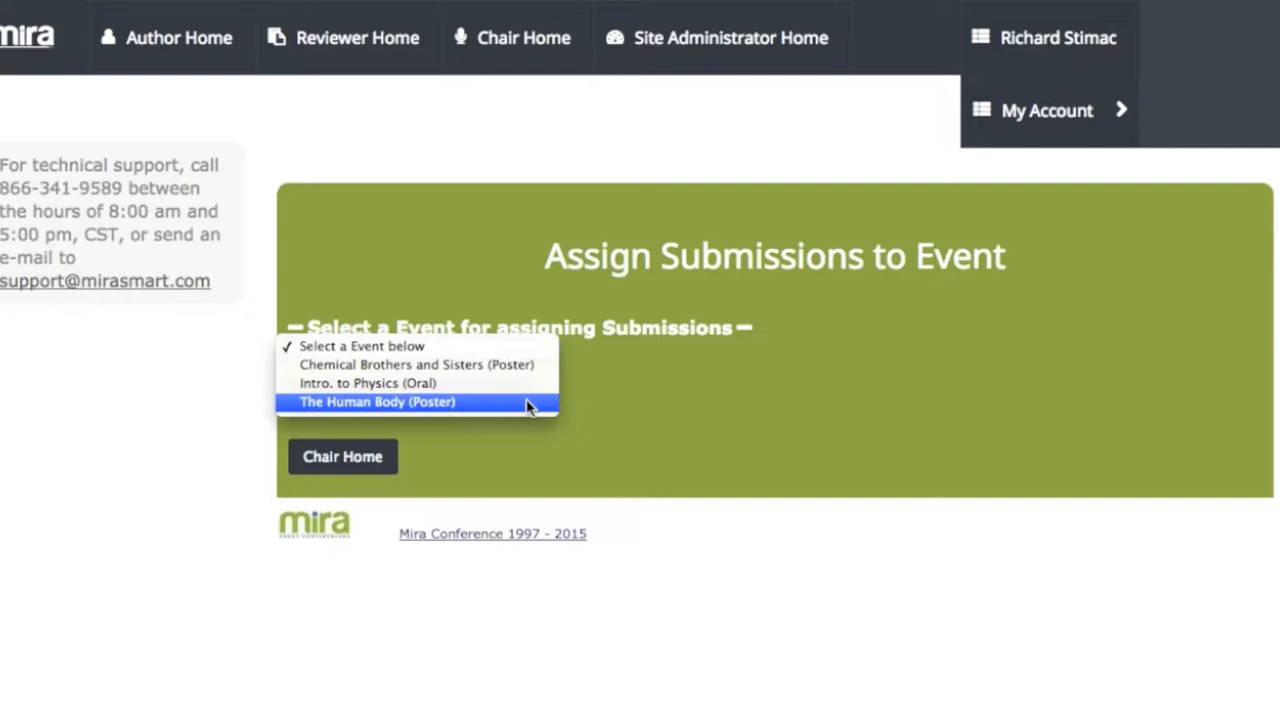 mira
Author Home
Reviewer Home
Chair Home
Site Administrator Home
Richard Stimac
My Account
For technical support, call
866-341-9589 between
the hours of 8:00 am and
5:00 pm, CST, or send an
e-mail to
support@mirasmart.com
Assign Submissions to Event
—Select a Event for assigning Submissions—
✓ Select a Event below
Chemical Brothers and Sisters (Poster)
Intro. to Physics (Oral)
The Human Body (Poster)
Chair Home
mira
Mira Conference 1997 - 2015